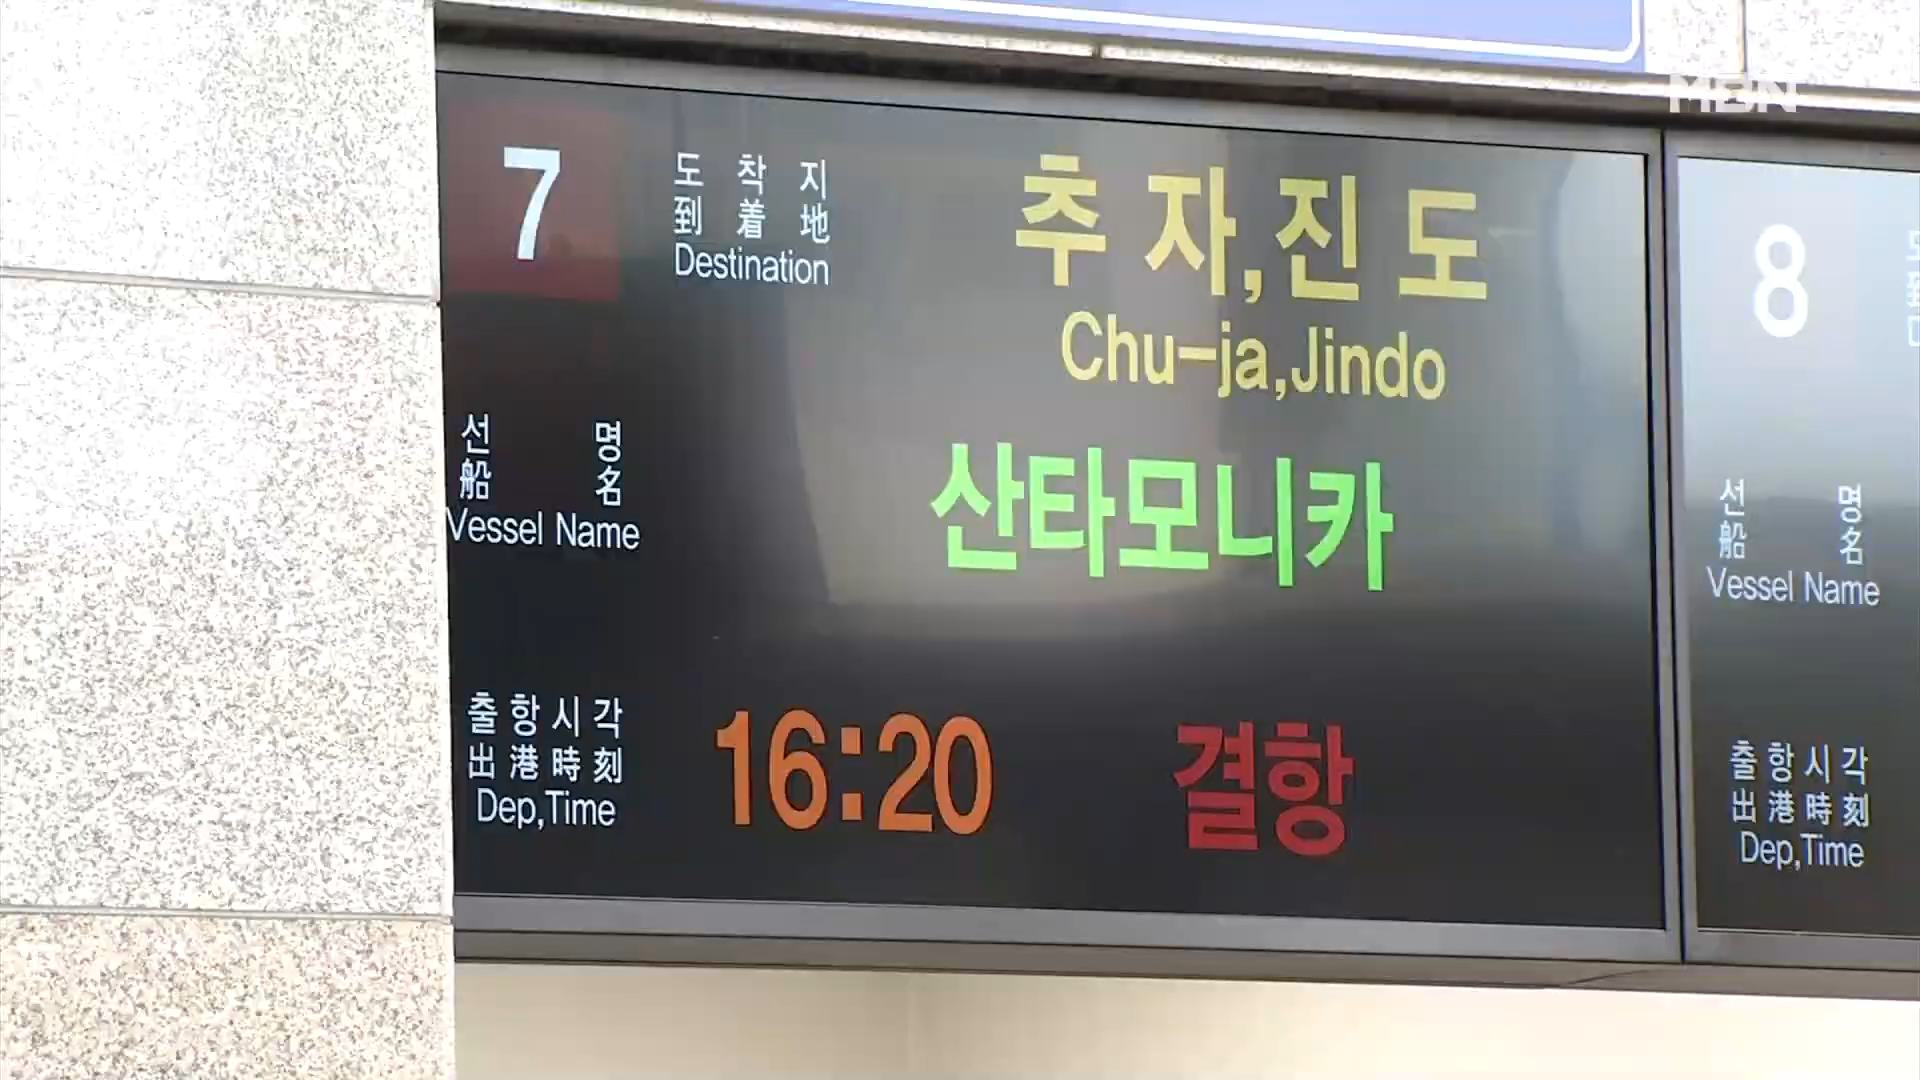 MBN
7
도 착 지
到 着 地
Destination
추 자,진 도
Chu-ja,Jindo
선 명
船 名
Vessel Name
산타모니카
출 항 시 각
出 港 時 刻
Dep,Time
16:20 결항
8
선 명
船 名
Vessel Name
출 항 시 각
出 港 時 刻
Dep,Time